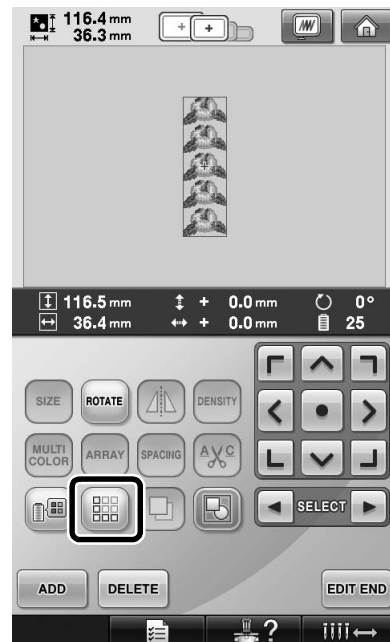 116.4 mm
36.3 mm
116.5 mm + 0.0 mm 0°
36.4 mm + 0.0 mm 25
SIZE ROTATE DENSITY
MULTI COLOR ARRAY SPACING A C
SELECT
ADD DELETE EDIT END
?